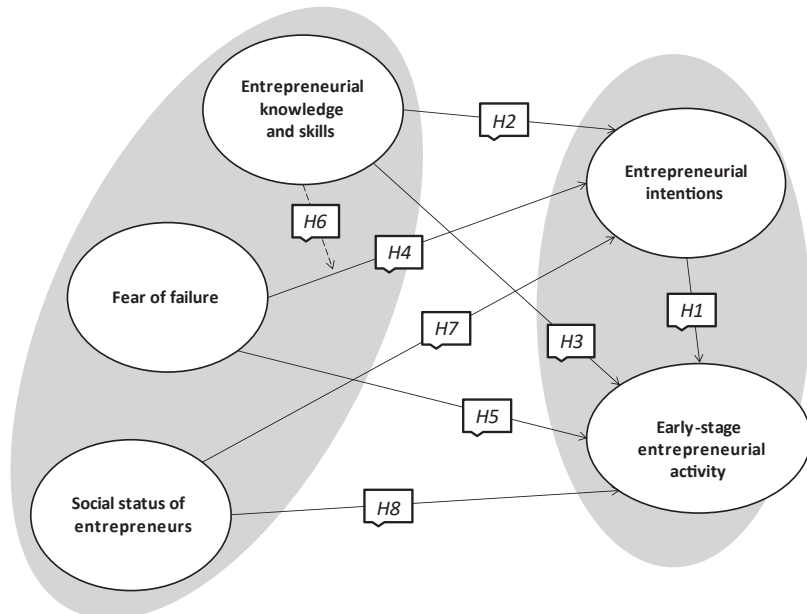 Entrepreneurial
knowledge
and skills
H2
Entrepreneurial
intentions
H6
H4
Fear of failure
H1
H7
H3
H5
Early-stage
entrepreneurial
activity
Social status of
entrepreneurs
H8